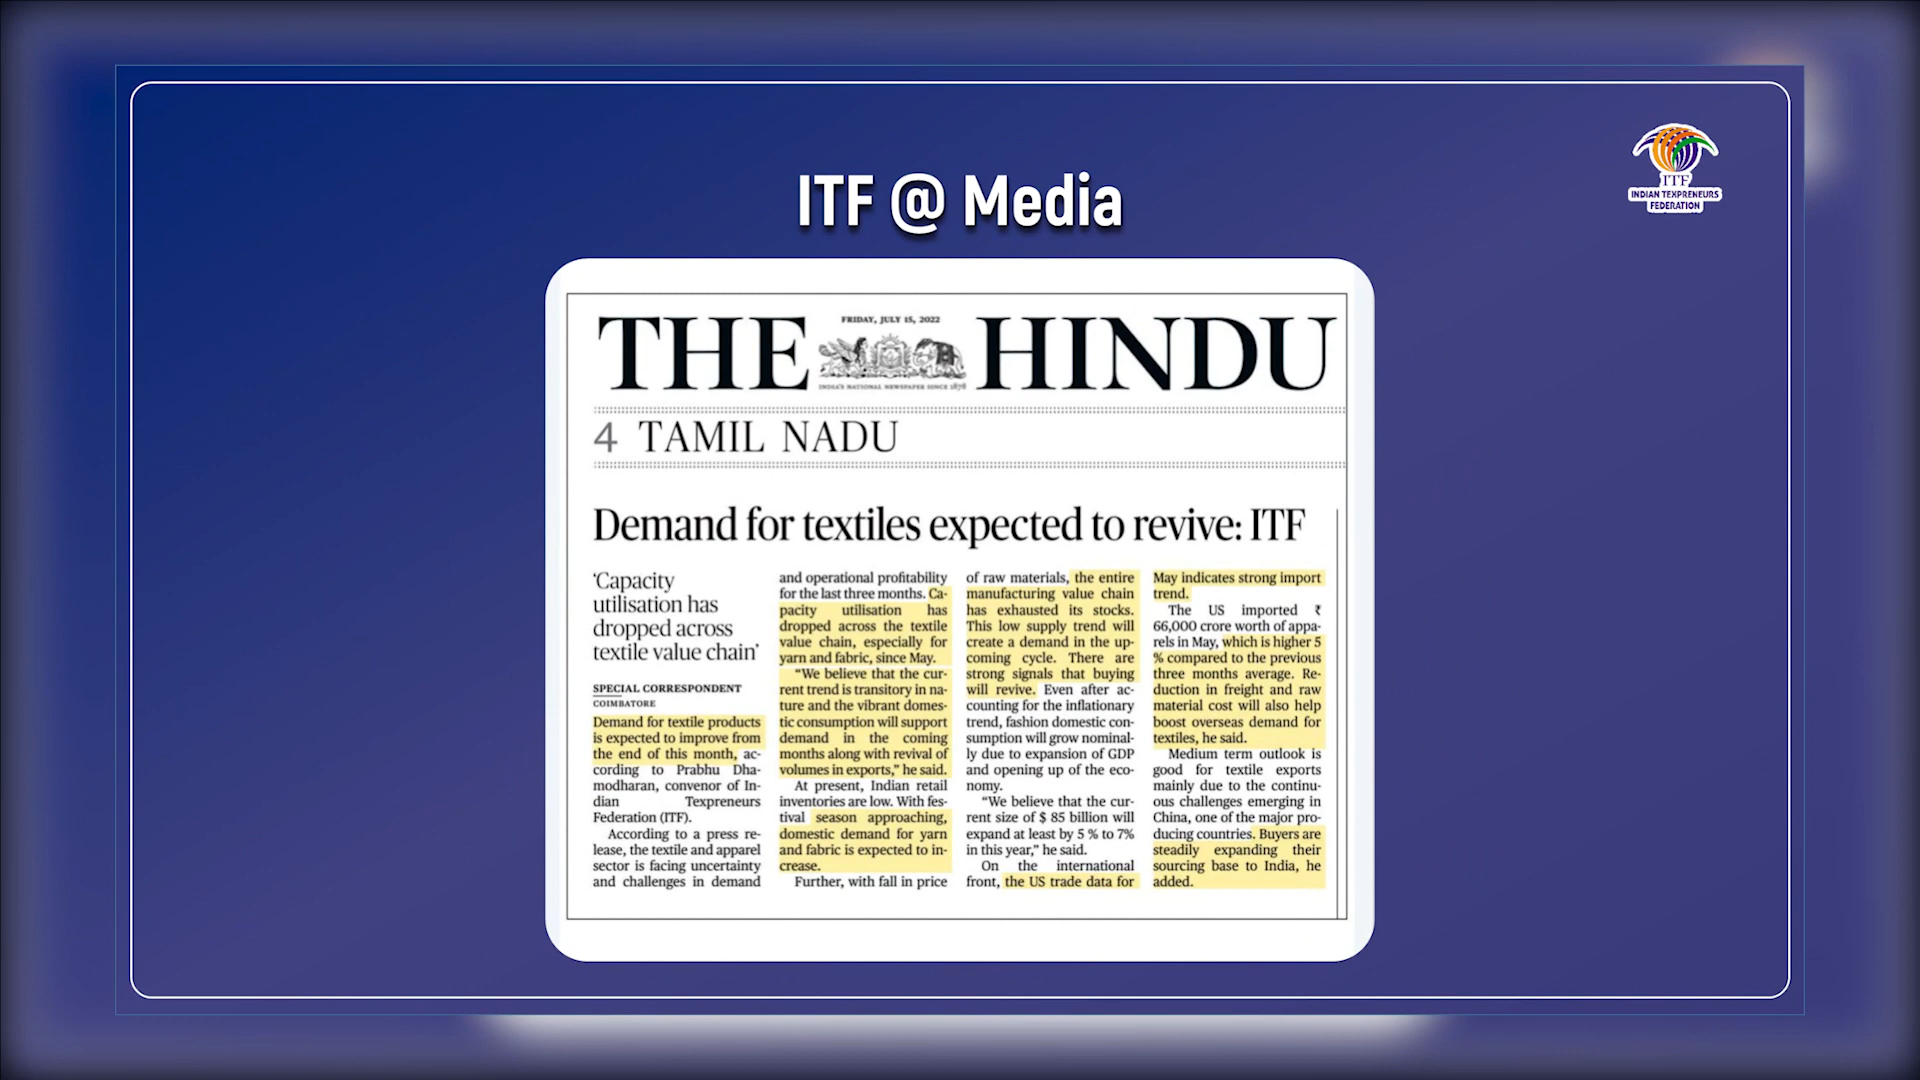 ITF @ Media
ITF
INDIAN TEXPRENEURS
FEDERATION
FRIDAY, JULY 15, 2022
THE HINDU
INDIA'S NATIONAL NEWSPAPER SINCE 1878
4 TAMIL NADU
Demand for textiles expected to revive: ITF
‘Capacity
utilisation has
dropped across
textile value chain’
SPECIAL CORRESPONDENT
COIMBATORE
Demand for textile products
is expected to improve from
the end of this month, ac-
cording to Prabhu Dha-
modharan, convenor of In-
dian Texpreneurs
Federation (ITF).
According to a press re-
lease, the textile and apparel
sector is facing uncertainty
and challenges in demand
and operational profitability
for the last three months. Ca-
pacity utilisation has
dropped across the textile
value chain, especially for
yarn and fabric, since May.
“We believe that the cur-
rent trend is transitory in na-
ture and the vibrant domes-
tic consumption will support
demand in the coming
months along with revival of
volumes in exports,” he said.
At present, Indian retail
inventories are low. With fes-
tival season approaching,
domestic demand for yarn
and fabric is expected to in-
crease.
Further, with fall in price
of raw materials, the entire
manufacturing value chain
has exhausted its stocks.
This low supply trend will
create a demand in the up-
coming cycle. There are
strong signals that buying
will revive. Even after ac-
counting for the inflationary
trend, fashion domestic con-
sumption will grow nominal-
ly due to expansion of GDP
and opening up of the eco-
nomy.
“We believe that the cur-
rent size of $ 85 billion will
expand at least by 5 % to 7%
in this year,” he said.
On the international
front, the US trade data for
May indicates strong import
trend.
The US imported ₹
66,000 crore worth of appa-
rels in May, which is higher 5
% compared to the previous
three months average. Re-
duction in freight and raw
material cost will also help
boost overseas demand for
textiles, he said.
Medium term outlook is
good for textile exports
mainly due to the continu-
ous challenges emerging in
China, one of the major pro-
ducing countries. Buyers are
steadily expanding their
sourcing base to India, he
added.